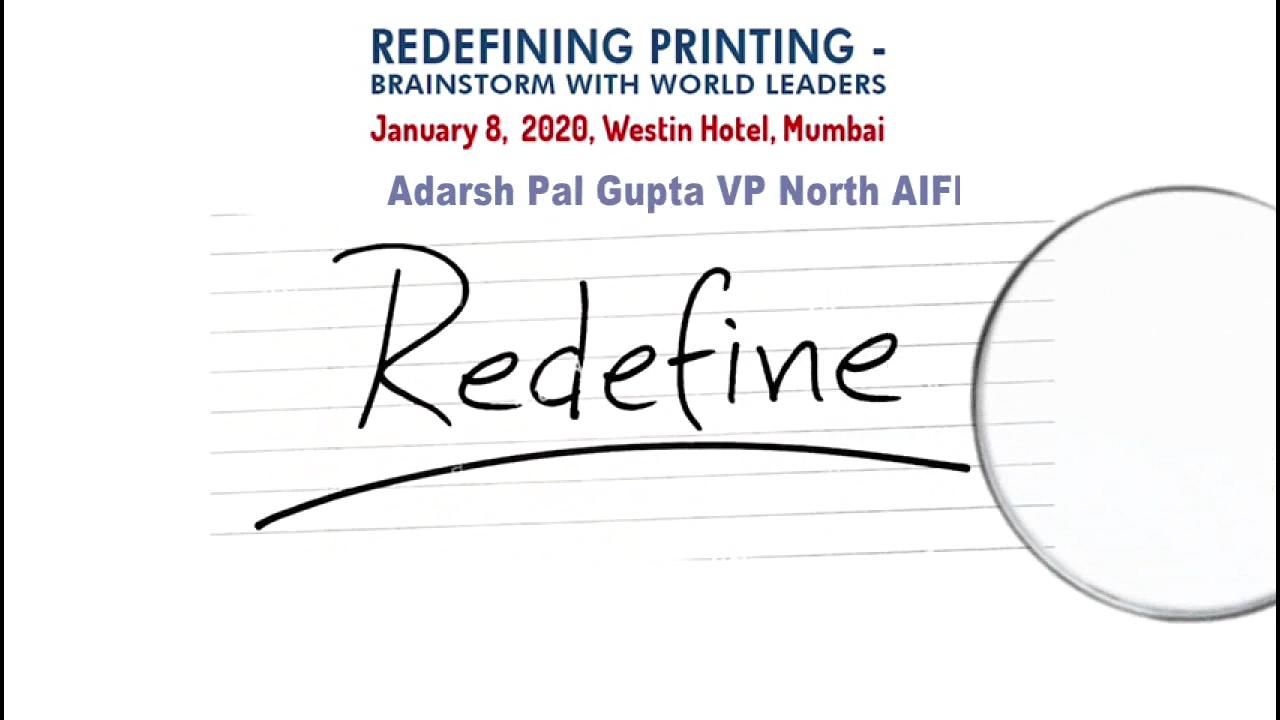 REDEFINING PRINTING -
BRAINSTORM WITH WORLD LEADERS
January 8, 2020, Westin Hotel, Mumbai
Adarsh Pal Gupta VP North
Redefine